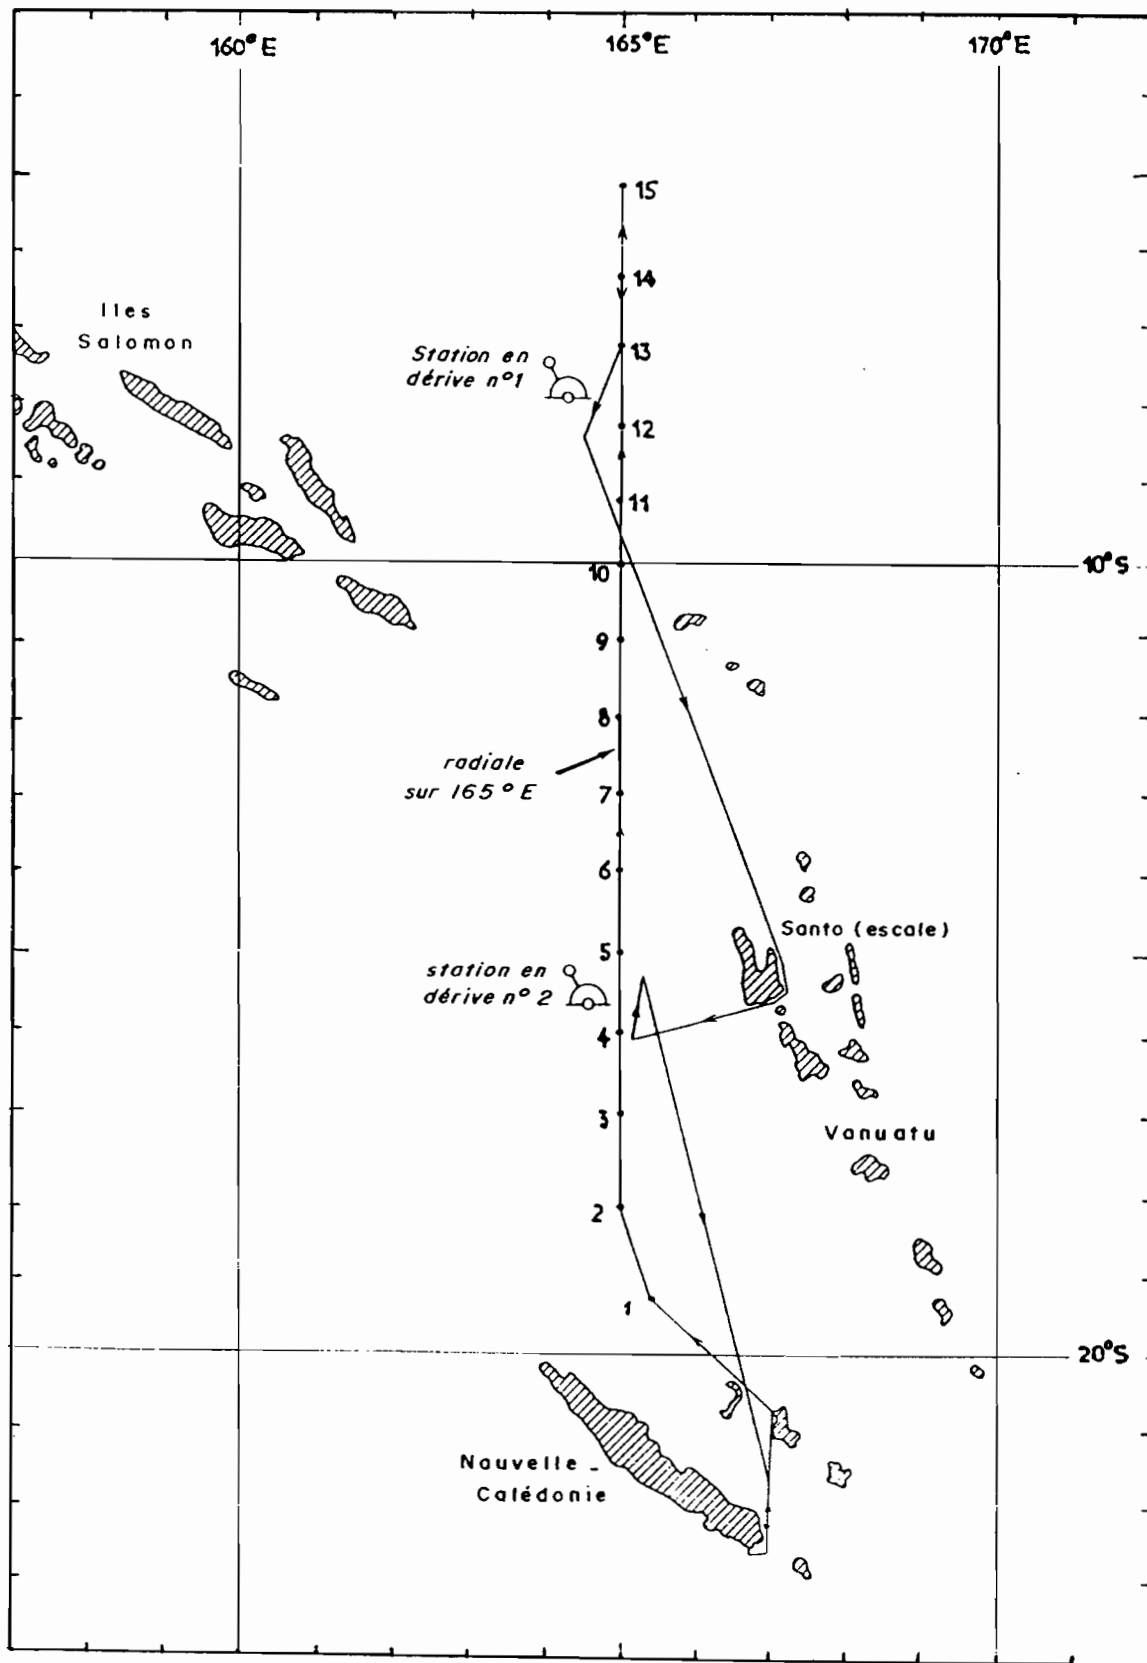 160°E
165°E
170°E
15
14
Iles
Salomon
13
Station en
dérive n°1
12
11
10
10°S
9
8
radiale
sur 165°E
7
6
Santo (escale)
5
station en
dérive n° 2
4
3
Vanuatu
2
1
20°S
Nouvelle-
Calédonie